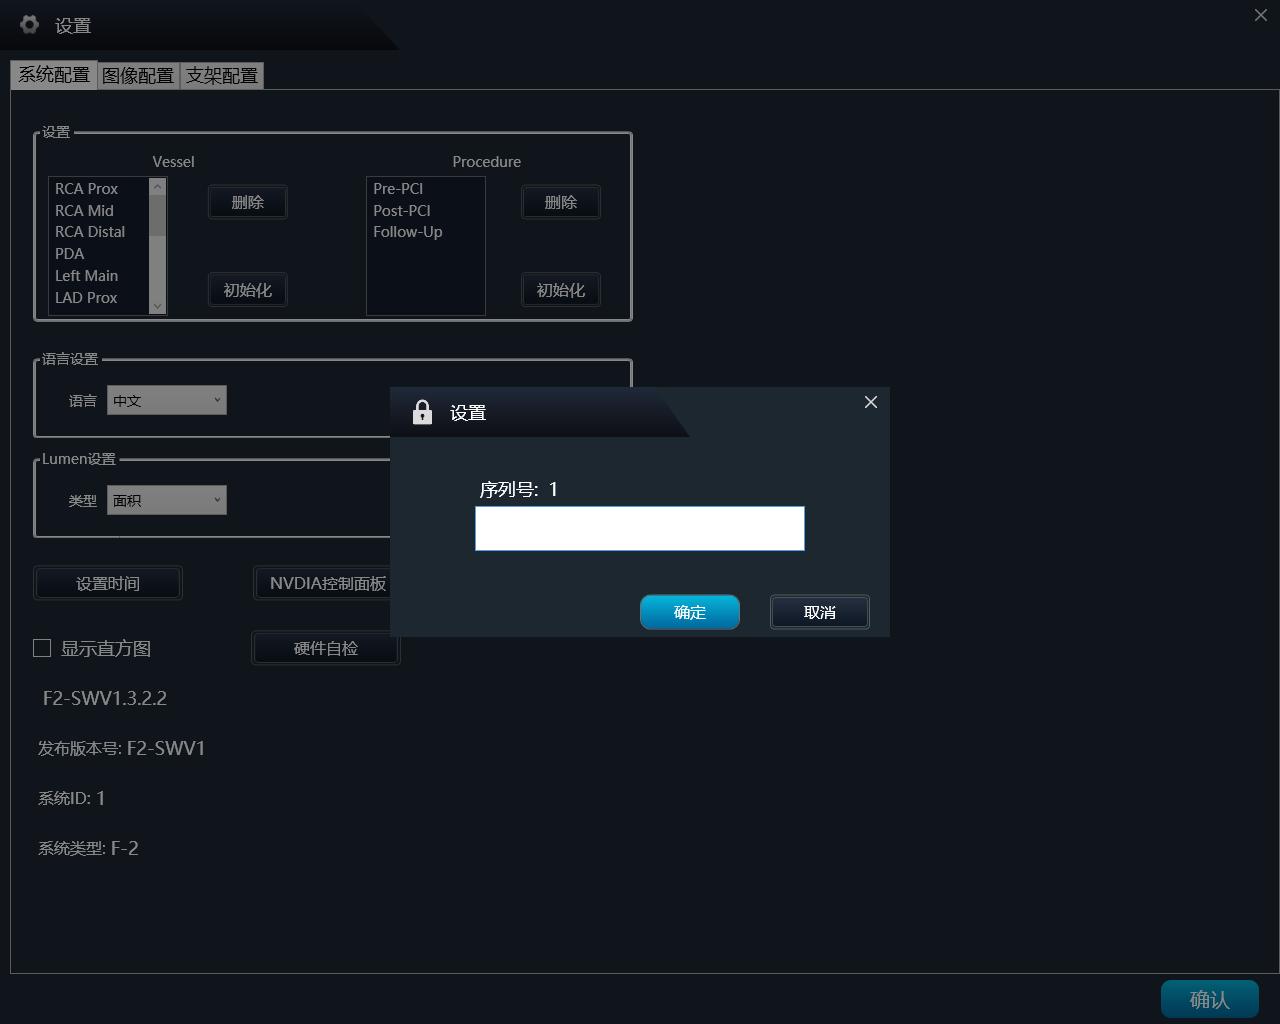 设置
系统配置 图像配置 支架配置
设置
Vessel
RCA Prox
RCA Mid
RCA Distal
PDA
Left Main
LAD Prox
删除
初始化
Procedure
Pre-PCI
Post-PCI
Follow-Up
删除
初始化
语言设置
语言 中文
Lumen设置
类型 面积
设置时间 NVDIA控制面板
显示直方图 硬件自检
F2-SWV1.3.2.2
发布版本号: F2-SWV1
系统ID: 1
系统类型: F-2
设置
序列号: 1
确定 取消
确认